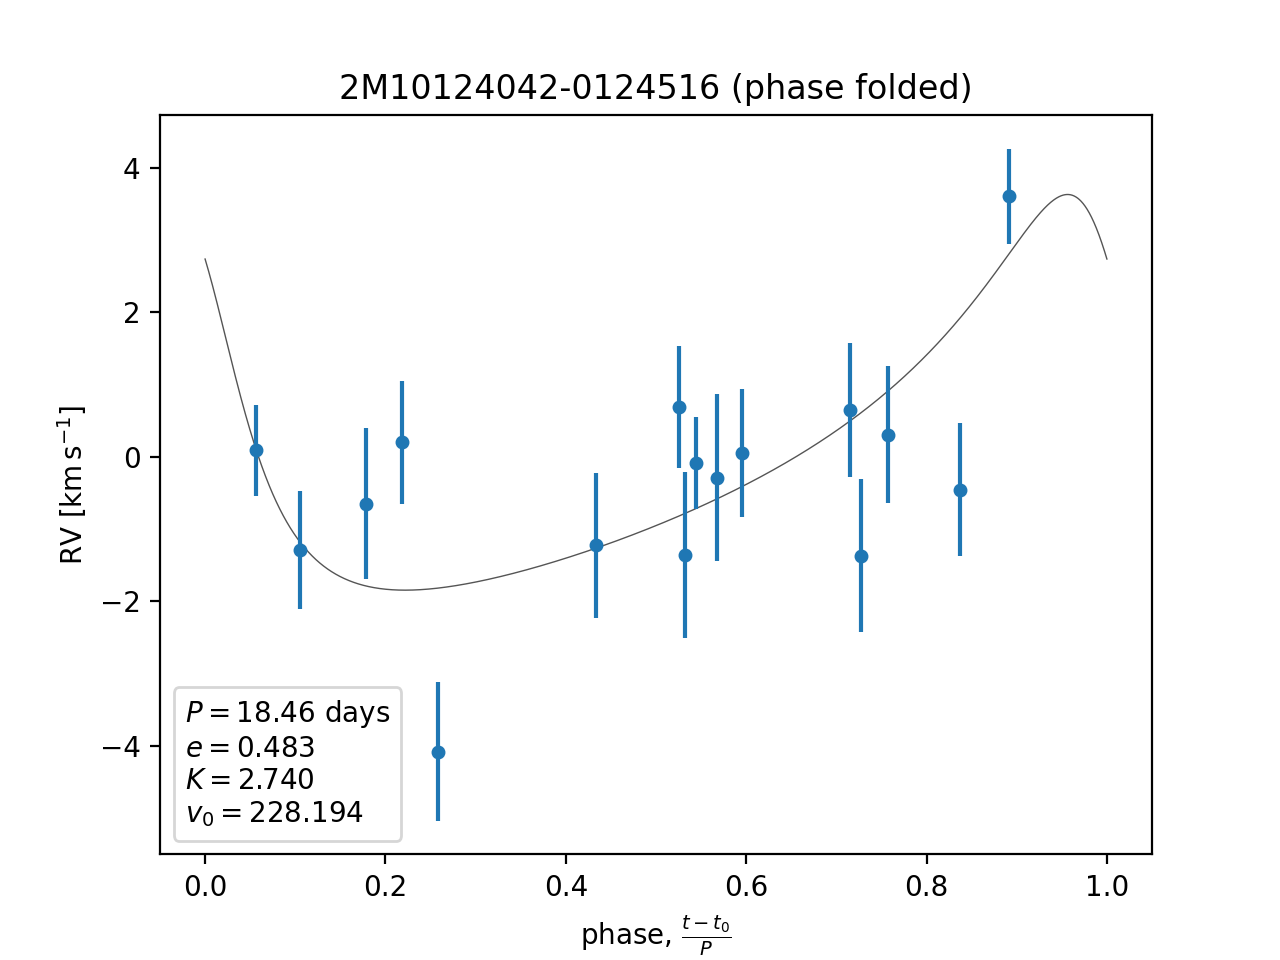 2M10124042-0124516 (phase folded)
4
2
0
−2
−4
RV [km s⁻¹]
P = 18.46 days
e = 0.483
K = 2.740
v₀ = 228.194
0.0 0.2 0.4 0.6 0.8 1.0
phase, (t − t₀)/P